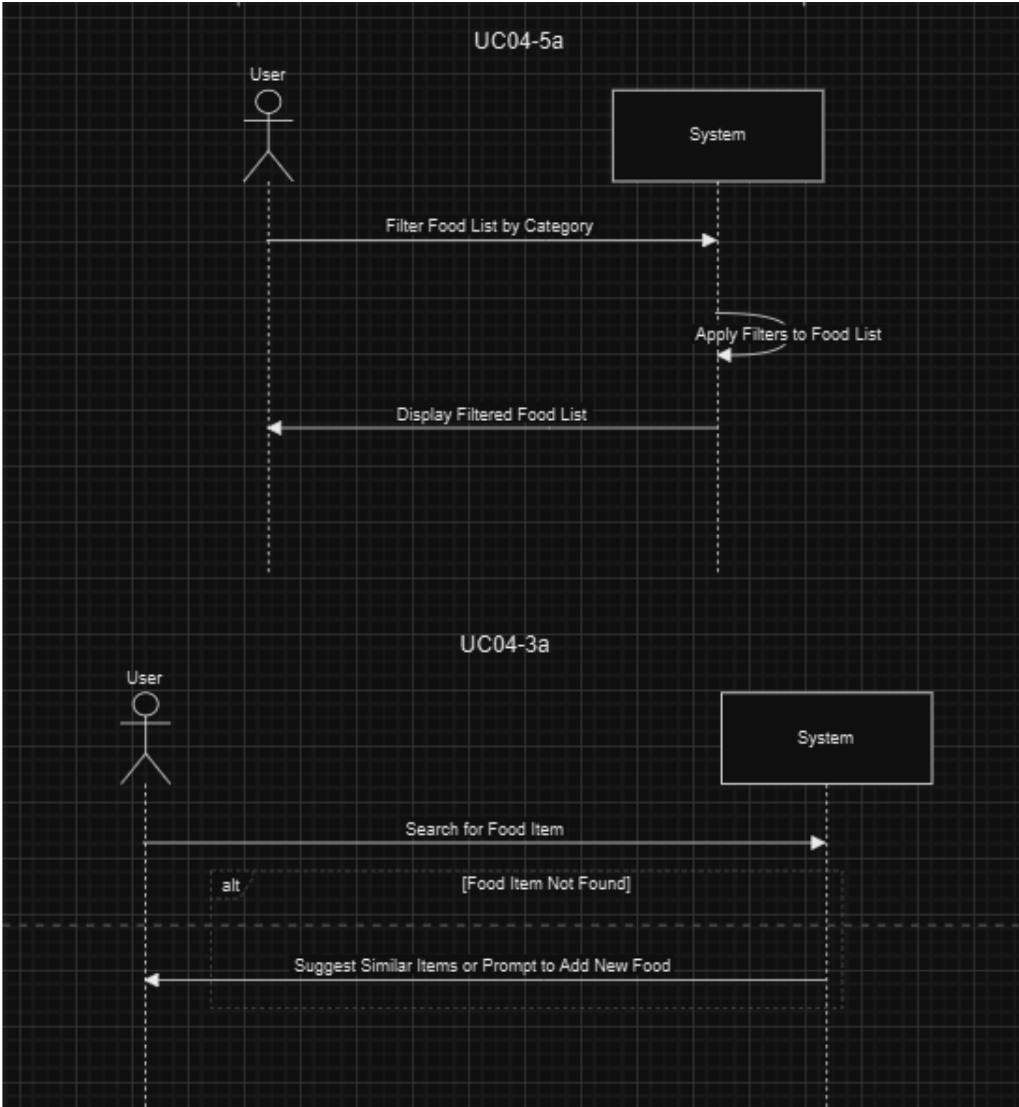 UC04-5a
User
System
Filter Food List by Category
Apply Filters to Food List
Display Filtered Food List
UC04-3a
User
System
Search for Food Item
alt
[Food Item Not Found]
Suggest Similar Items or Prompt to Add New Food